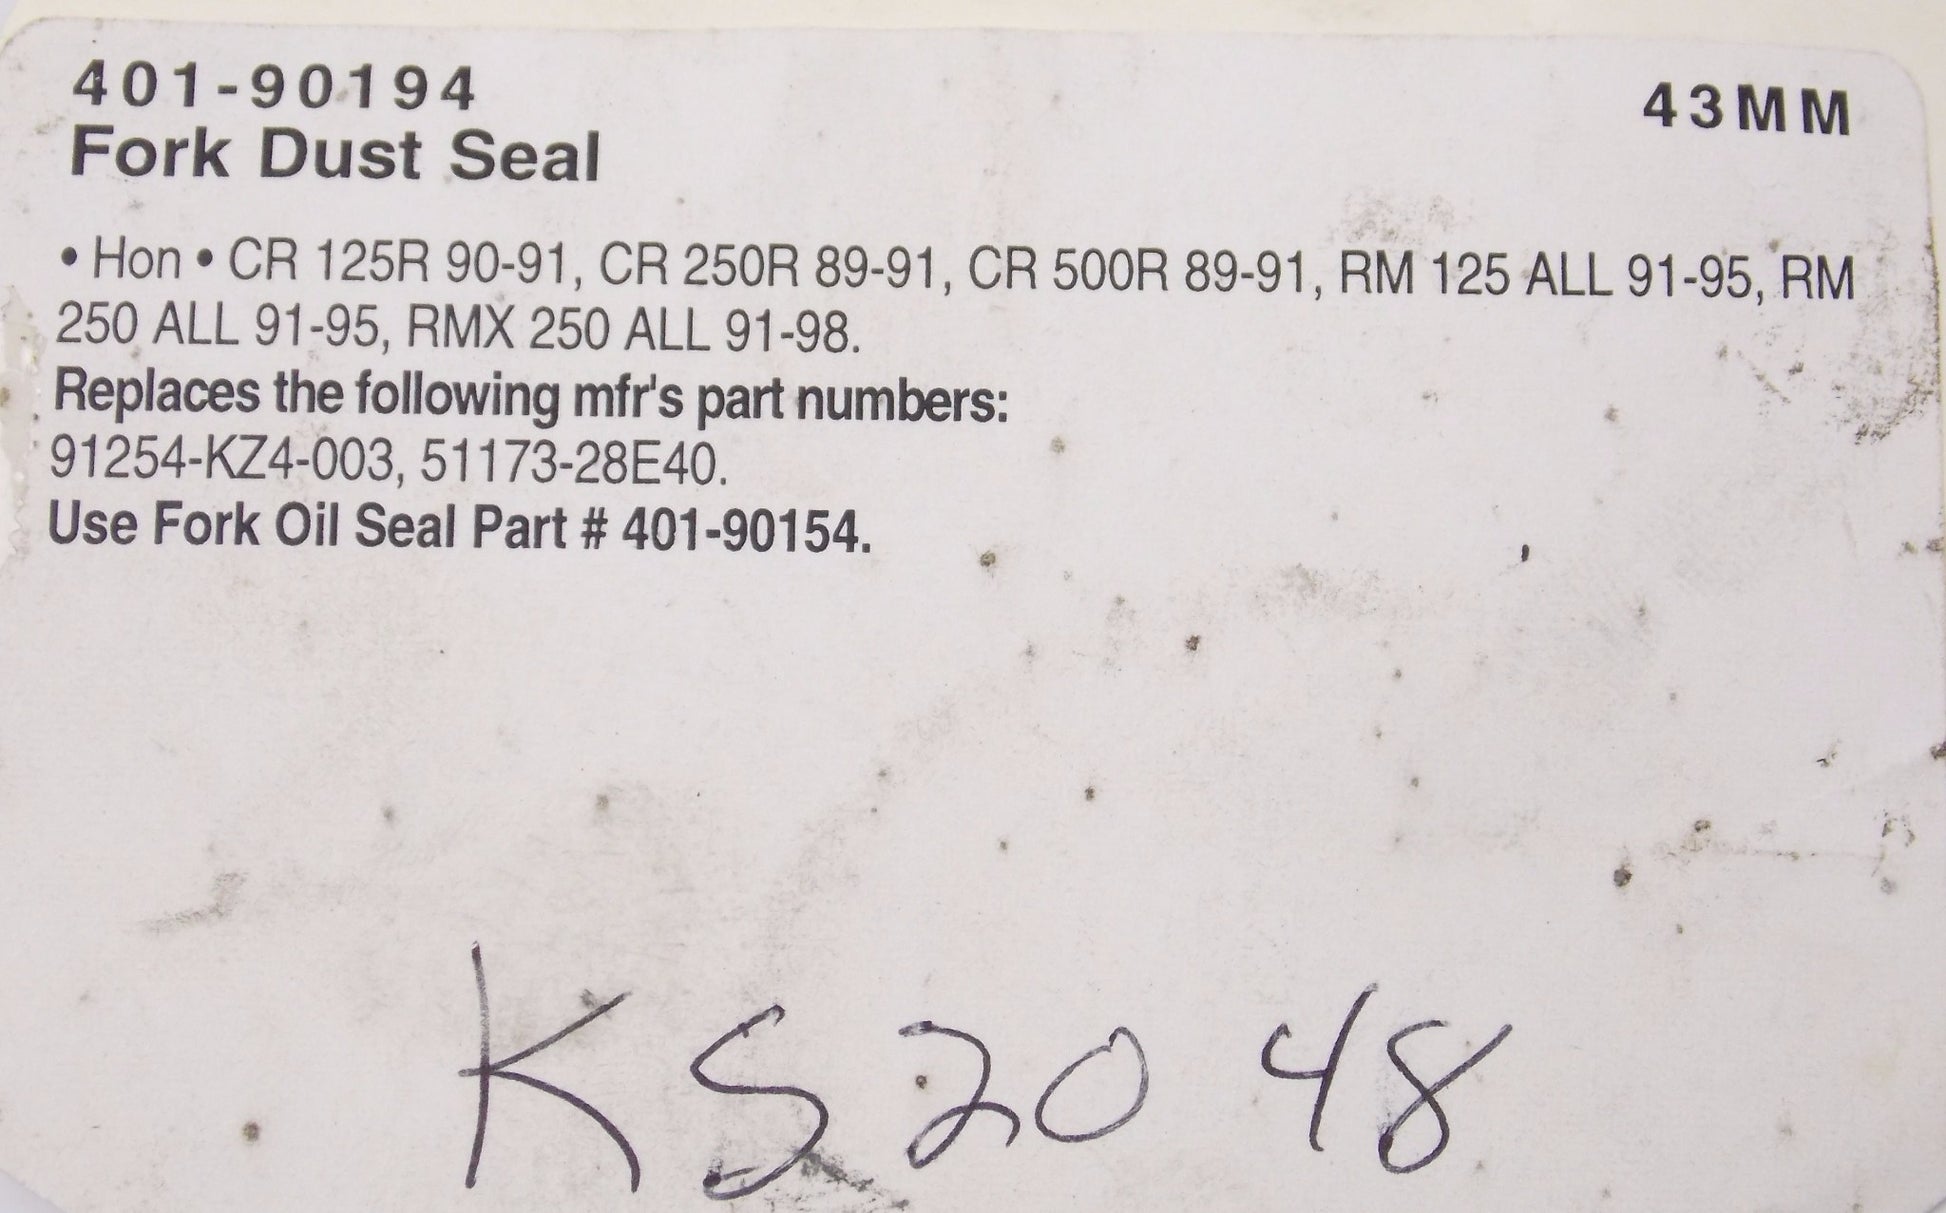 401-90194 43MM
Fork Dust Seal
• Hon • CR 125R 90-91, CR 250R 89-91, CR 500R 89-91, RM 125 ALL 91-95, RM
250 ALL 91-95, RMX 250 ALL 91-98.
Replaces the following mfr's part numbers:
91254-KZ4-003, 51173-28E40.
Use Fork Oil Seal Part # 401-90154.
KS2048